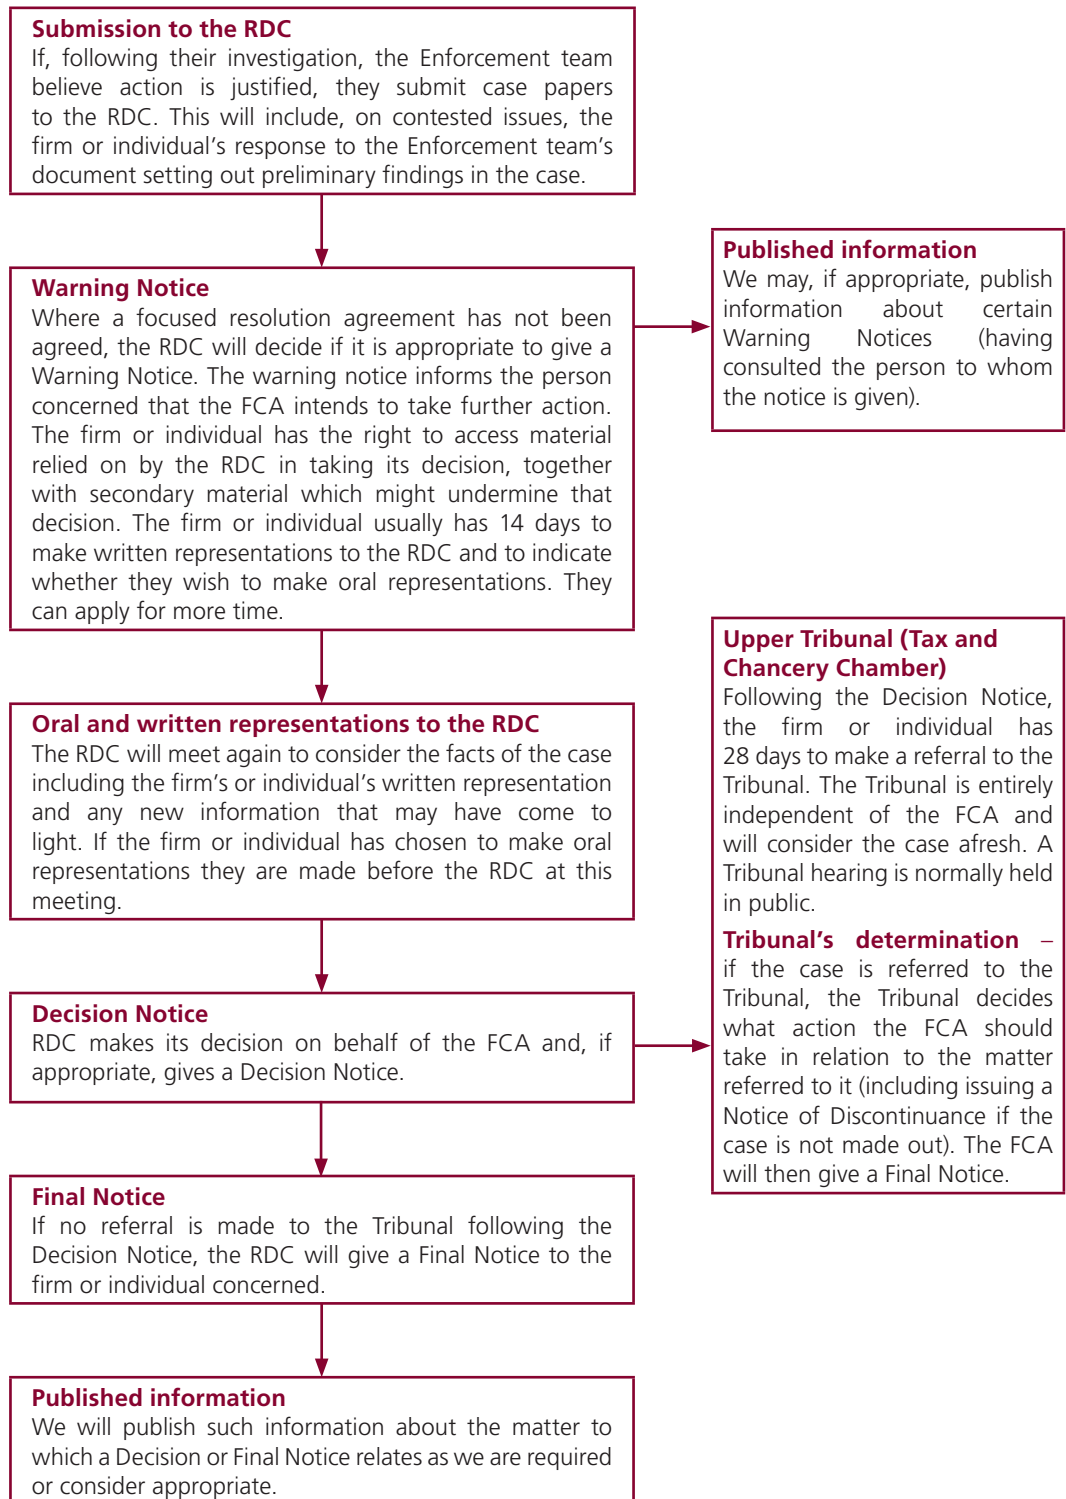 Submission to the RDC
If, following their investigation, the Enforcement team
believe action is justified, they submit case papers
to the RDC. This will include, on contested issues, the
firm or individual's response to the Enforcement team's
document setting out preliminary findings in the case.
Warning Notice
Where a focused resolution agreement has not been
agreed, the RDC will decide if it is appropriate to give a
Warning Notice. The warning notice informs the person
concerned that the FCA intends to take further action.
The firm or individual has the right to access material
relied on by the RDC in taking its decision, together
with secondary material which might undermine that
decision. The firm or individual usually has 14 days to
make written representations to the RDC and to indicate
whether they wish to make oral representations. They
can apply for more time.
Published information
We may, if appropriate, publish
information about certain
Warning Notices (having
consulted the person to whom
the notice is given).
Oral and written representations to the RDC
The RDC will meet again to consider the facts of the case
including the firm's or individual's written representation
and any new information that may have come to
light. If the firm or individual has chosen to make oral
representations they are made before the RDC at this
meeting.
Decision Notice
RDC makes its decision on behalf of the FCA and, if
appropriate, gives a Decision Notice.
Upper Tribunal (Tax and
Chancery Chamber)
Following the Decision Notice,
the firm or individual has
28 days to make a referral to the
Tribunal. The Tribunal is entirely
independent of the FCA and
will consider the case afresh. A
Tribunal hearing is normally held
in public.
Tribunal's determination –
if the case is referred to the
Tribunal, the Tribunal decides
what action the FCA should
take in relation to the matter
referred to it (including issuing a
Notice of Discontinuance if the
case is not made out). The FCA
will then give a Final Notice.
Final Notice
If no referral is made to the Tribunal following the
Decision Notice, the RDC will give a Final Notice to the
firm or individual concerned.
Published information
We will publish such information about the matter to
which a Decision or Final Notice relates as we are required
or consider appropriate.